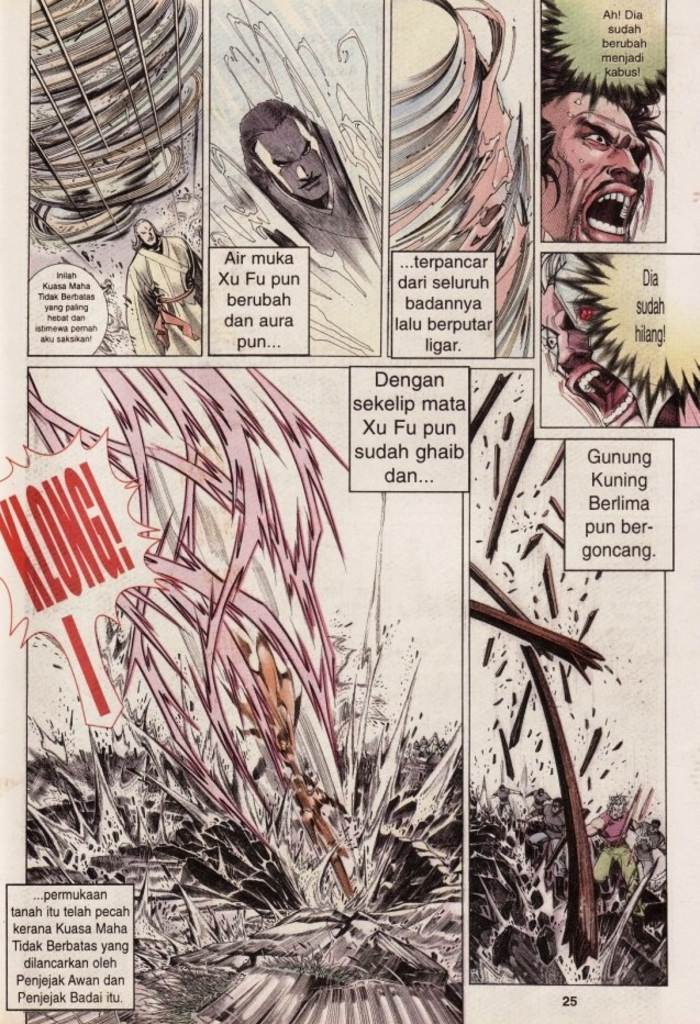 Inilah
Kuasa Maha
Tidak Berbatas
yang paling
hebat dan
istimewa pernah
aku saksikan!
Air muka
Xu Fu pun
berubah
dan aura
pun...
...terpancar
dari seluruh
badannya
lalu berputar
ligar.
Ah! Dia
sudah
berubah
menjadi
kabus!
Dia
sudah
hilang!
Dengan
sekelip mata
Xu Fu pun
sudah ghaib
dan...
KLONG!
!
Gunung
Kuning
Berlima
pun ber-
goncang.
...permukaan
tanah itu telah pecah
kerana Kuasa Maha
Tidak Berbatas yang
dilancarkan oleh
Penjejak Awan dan
Penjejak Badai itu.
25